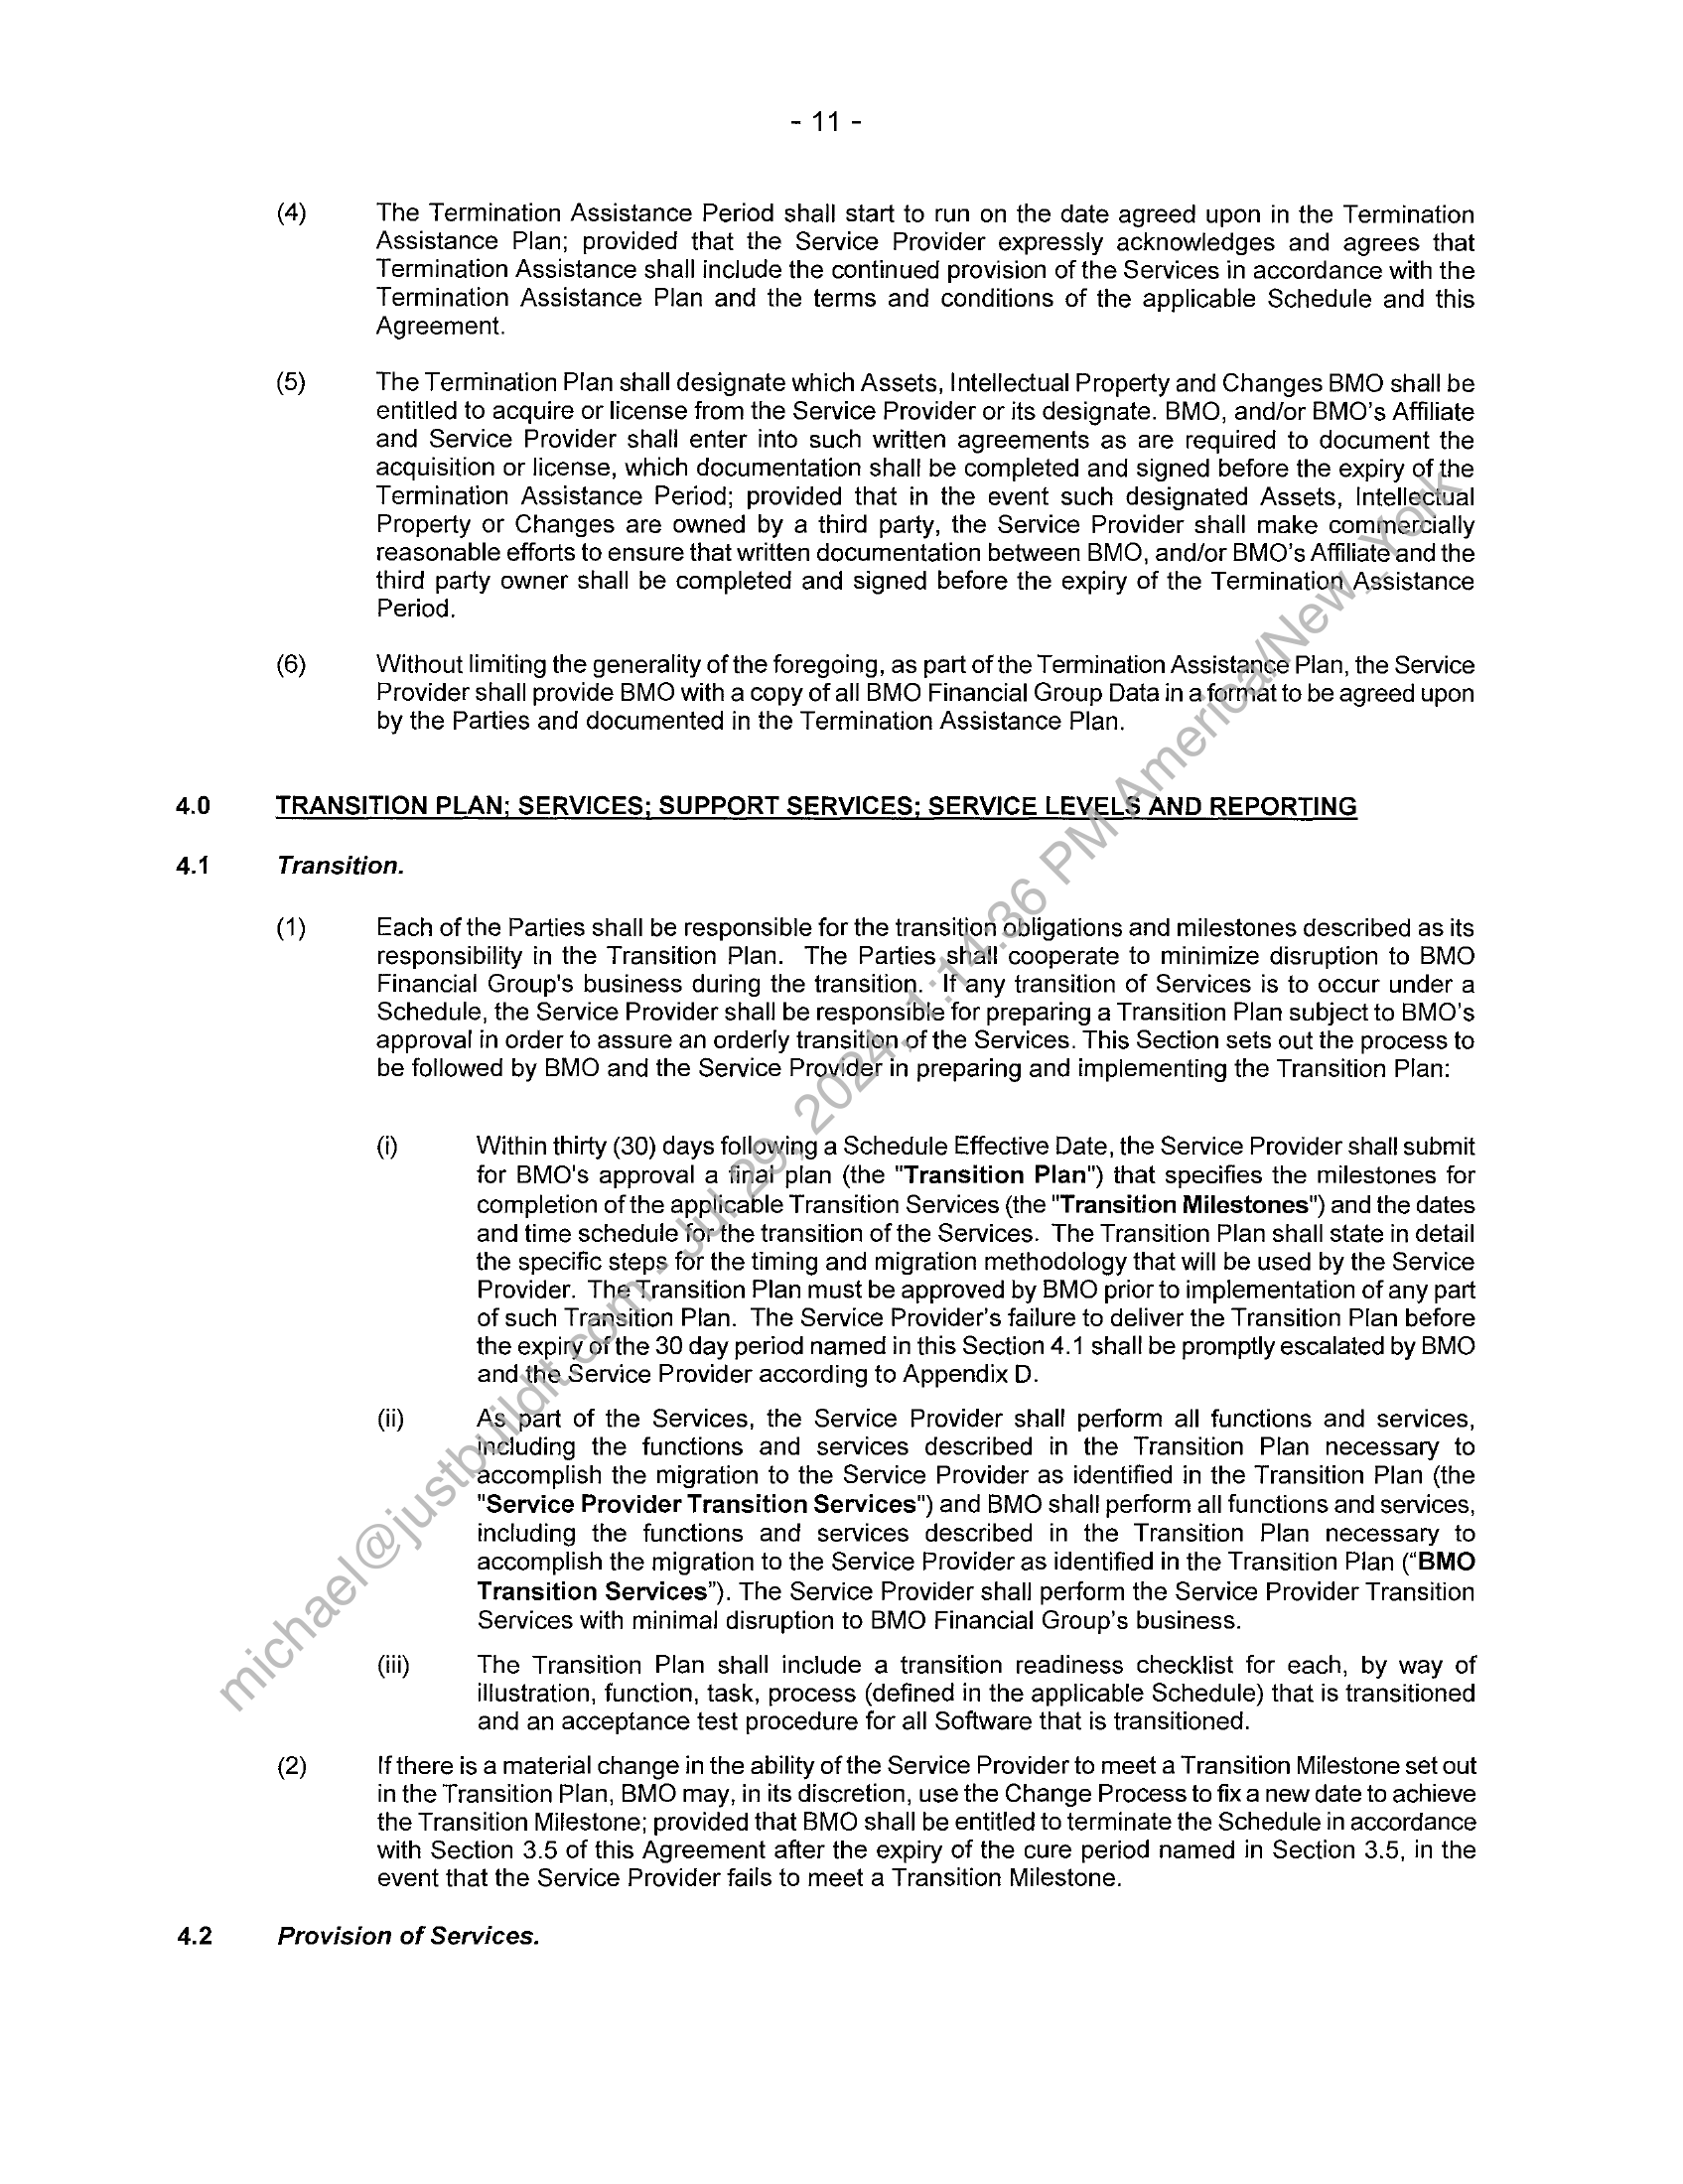 - 11 -
(4) The Termination Assistance Period shall start to run on the date agreed upon in the Termination
Assistance Plan; provided that the Service Provider expressly acknowledges and agrees that
Termination Assistance shall include the continued provision of the Services in accordance with the
Termination Assistance Plan and the terms and conditions of the applicable Schedule and this
Agreement.
(5) The Termination Plan shall designate which Assets, Intellectual Property and Changes BMO shall be
entitled to acquire or license from the Service Provider or its designate. BMO, and/or BMO's Affiliate
and Service Provider shall enter into such written agreements as are required to document the
acquisition or license, which documentation shall be completed and signed before the expiry of the
Termination Assistance Period; provided that in the event such designated Assets, Intellectual
Property or Changes are owned by a third party, the Service Provider shall make commercially
reasonable efforts to ensure that written documentation between BMO, and/or BMO's Affiliate and the
third party owner shall be completed and signed before the expiry of the Termination Assistance
Period.
(6) Without limiting the generality of the foregoing, as part of the Termination Assistance Plan, the Service
Provider shall provide BMO with a copy of all BMO Financial Group Data in a format to be agreed upon
by the Parties and documented in the Termination Assistance Plan.
4.0 TRANSITION PLAN; SERVICES; SUPPORT SERVICES; SERVICE LEVELS AND REPORTING
4.1 Transition.
(1) Each of the Parties shall be responsible for the transition obligations and milestones described as its
responsibility in the Transition Plan. The Parties shall cooperate to minimize disruption to BMO
Financial Group's business during the transition. If any transition of Services is to occur under a
Schedule, the Service Provider shall be responsible for preparing a Transition Plan subject to BMO's
approval in order to assure an orderly transition of the Services. This Section sets out the process to
be followed by BMO and the Service Provider in preparing and implementing the Transition Plan:
(i) Within thirty (30) days following a Schedule Effective Date, the Service Provider shall submit
for BMO's approval a final plan (the "Transition Plan") that specifies the milestones for
completion of the applicable Transition Services (the "Transition Milestones") and the dates
and time schedule for the transition of the Services. The Transition Plan shall state in detail
the specific steps for the timing and migration methodology that will be used by the Service
Provider. The Transition Plan must be approved by BMO prior to implementation of any part
of such Transition Plan. The Service Provider's failure to deliver the Transition Plan before
the expiry of the 30 day period named in this Section 4.1 shall be promptly escalated by BMO
and the Service Provider according to Appendix D.
(ii) As part of the Services, the Service Provider shall perform all functions and services,
including the functions and services described in the Transition Plan necessary to
accomplish the migration to the Service Provider as identified in the Transition Plan (the
"Service Provider Transition Services") and BMO shall perform all functions and services,
including the functions and services described in the Transition Plan necessary to
accomplish the migration to the Service Provider as identified in the Transition Plan ("BMO
Transition Services"). The Service Provider shall perform the Service Provider Transition
Services with minimal disruption to BMO Financial Group's business.
(iii) The Transition Plan shall include a transition readiness checklist for each, by way of
illustration, function, task, process (defined in the applicable Schedule) that is transitioned
and an acceptance test procedure for all Software that is transitioned.
(2) If there is a material change in the ability of the Service Provider to meet a Transition Milestone set out
in the Transition Plan, BMO may, in its discretion, use the Change Process to fix a new date to achieve
the Transition Milestone; provided that BMO shall be entitled to terminate the Schedule in accordance
with Section 3.5 of this Agreement after the expiry of the cure period named in Section 3.5, in the
event that the Service Provider fails to meet a Transition Milestone.
4.2 Provision of Services.
michael@justbuildit.com - Jul 29, 2024, 1:14:36 PM America/New_York